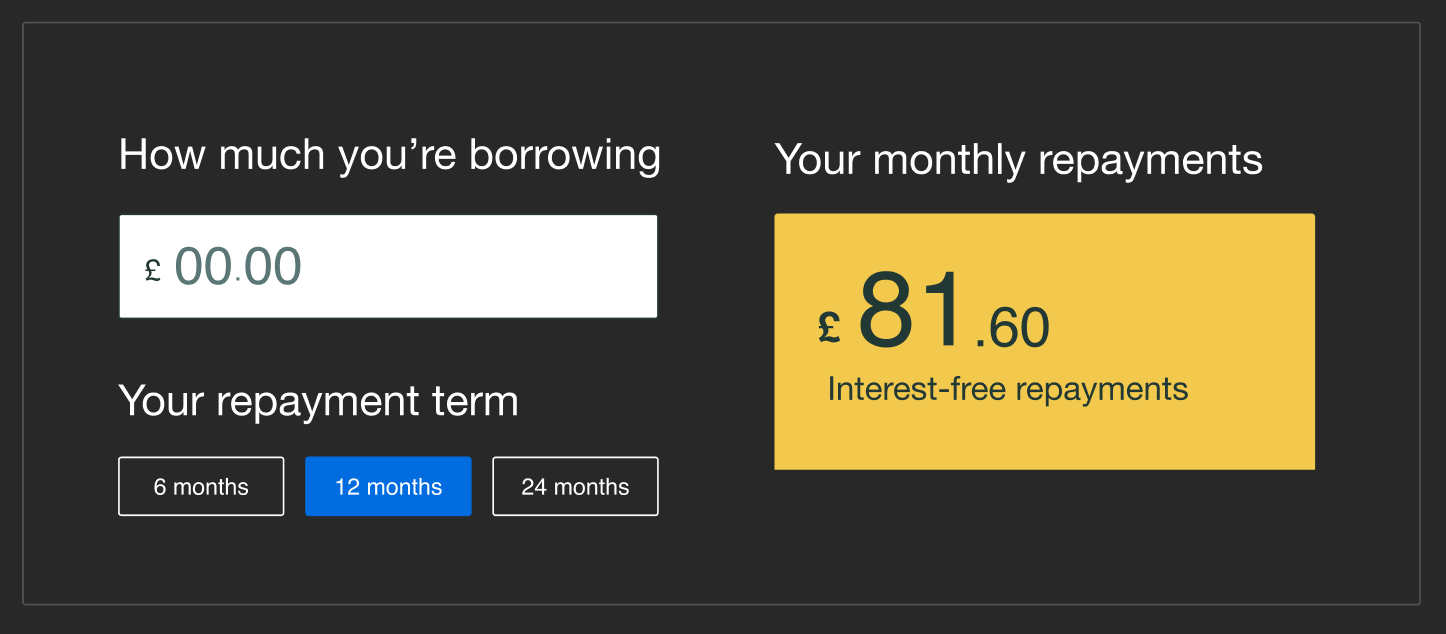 How much you’re borrowing
£ 00.00
Your repayment term
6 months
12 months
24 months
Your monthly repayments
£ 81.60
Interest-free repayments